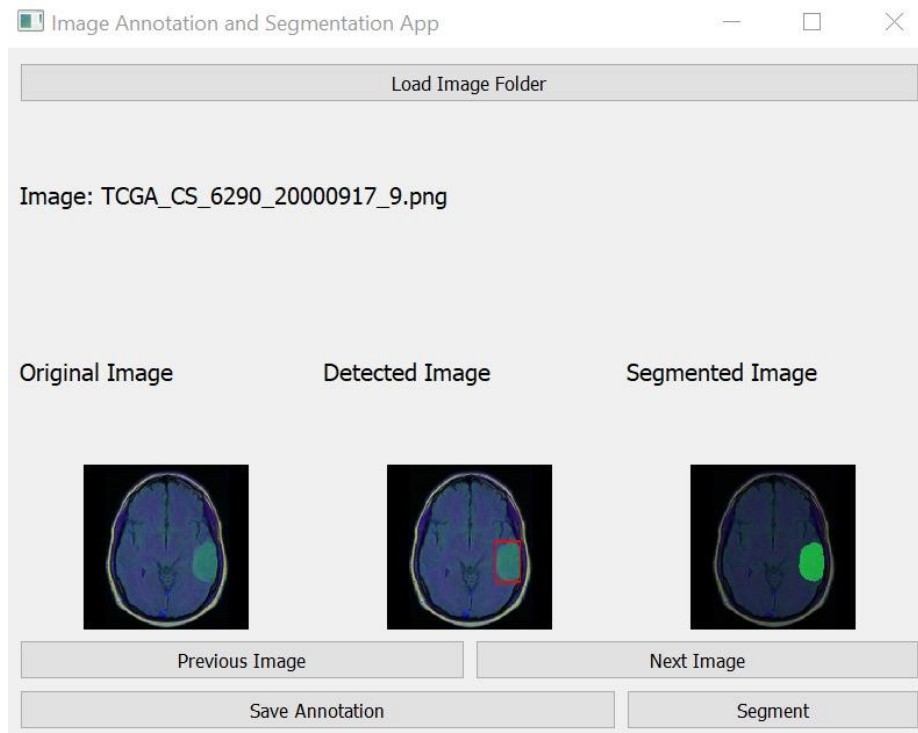 Image Annotation and Segmentation App
Load Image Folder
Image: TCGA_CS_6290_20000917_9.png
Original Image
Detected Image
Segmented Image
Previous Image
Next Image
Save Annotation
Segment